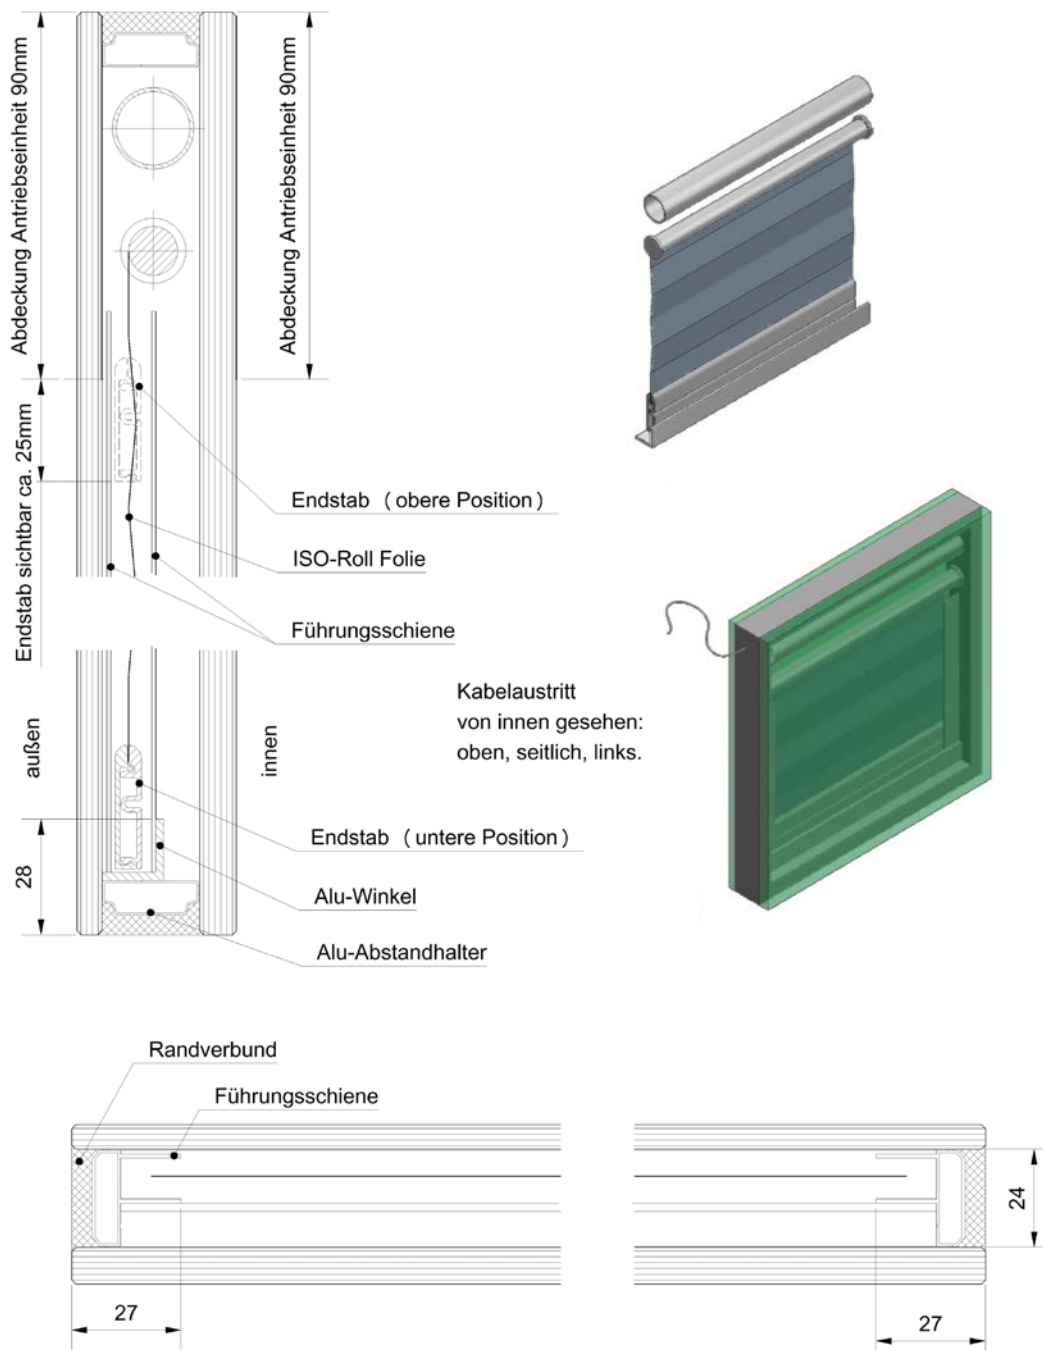 Abdeckung Antriebseinheit 90mm
Abdeckung Antriebseinheit 90mm
Endstab sichtbar ca. 25mm
Endstab ( obere Position )
ISO-Roll Folie
Führungsschiene
Kabelaustritt
von innen gesehen:
oben, seitlich, links.
außen
innen
Endstab ( untere Position )
28
Alu-Winkel
Alu-Abstandhalter
Randverbund
Führungsschiene
24
27
27